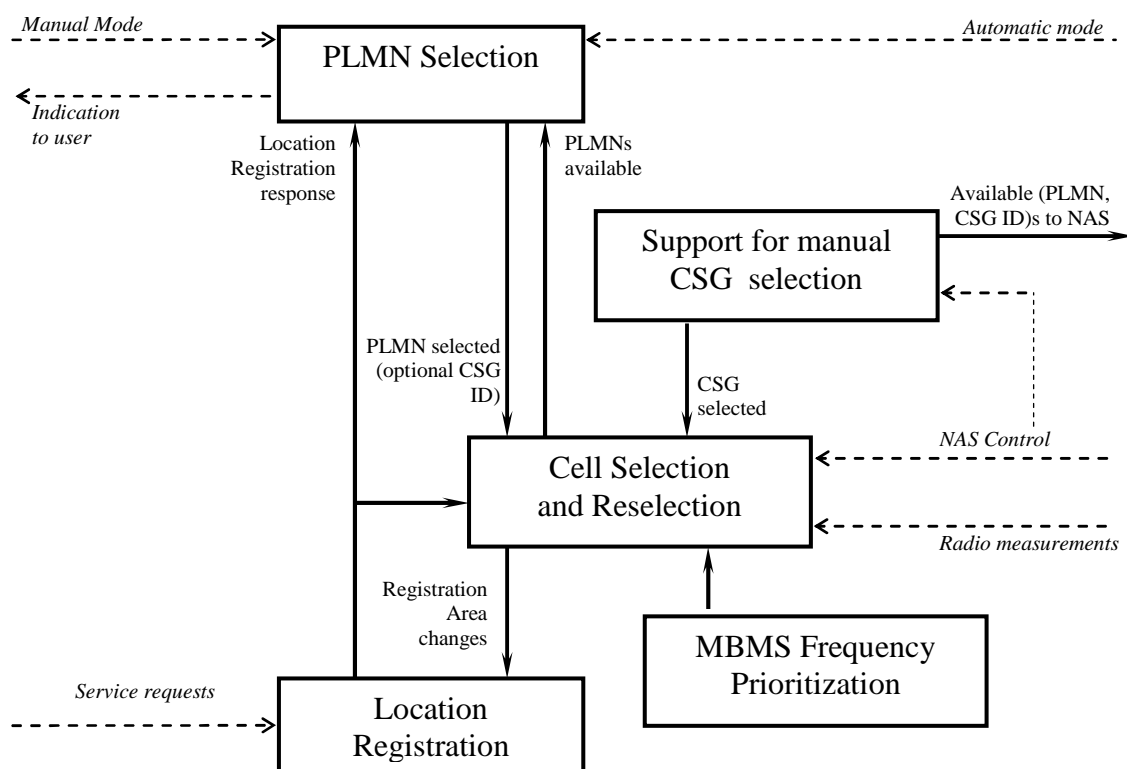 Manual Mode
PLMN Selection
Automatic mode
Indication
to user
Location
Registration
response
PLMNs
available
Available (PLMN,
CSG ID)s to NAS
Support for manual
CSG selection
PLMN selected
(optional CSG
ID)
CSG
selected
NAS Control
Cell Selection
and Reselection
Radio measurements
Registration
Area
changes
MBMS Frequency
Prioritization
Service requests
Location
Registration